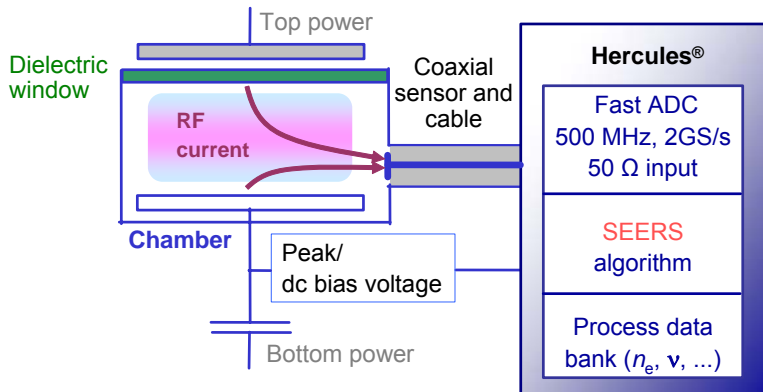 Top power
Dielectric
window
RF
current
Coaxial
sensor and
cable
Chamber
Peak/
dc bias voltage
Bottom power
Hercules®
Fast ADC
500 MHz, 2GS/s
50 Ω input
SEERS
algorithm
Process data
bank (nₑ, ν, ...)